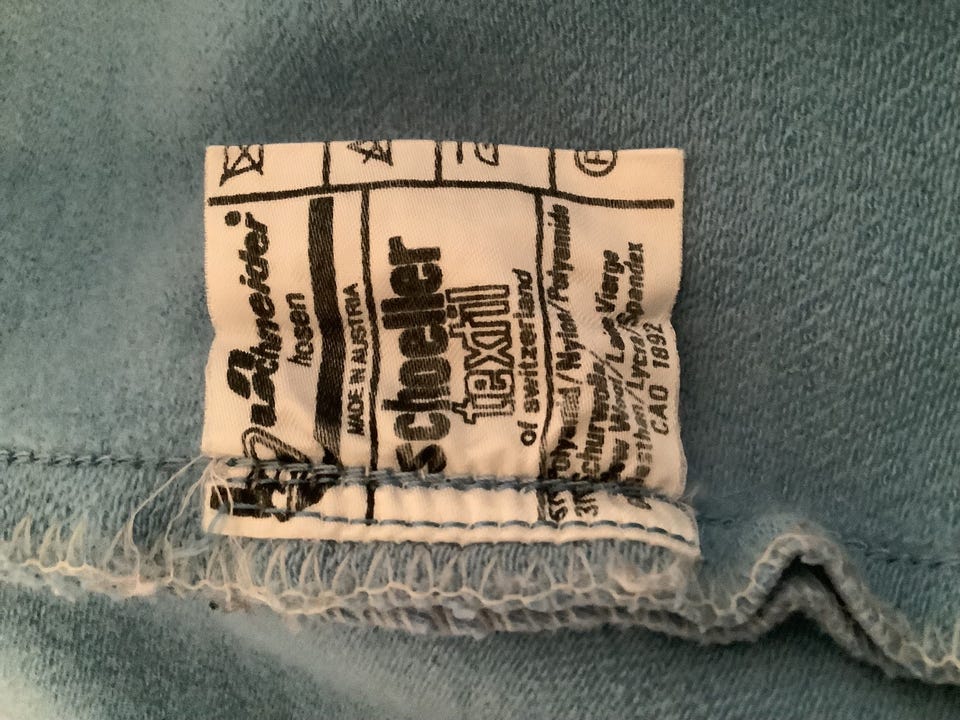 Schneider
hosen
MADE IN AUSTRIA
schoeller
textil
of switzerland
Polyamid/Nylon/Polyamide
Schurwolle/
New Wool/Laine Vierge
Elasthan/Lycra/Spandex
CAO 1892